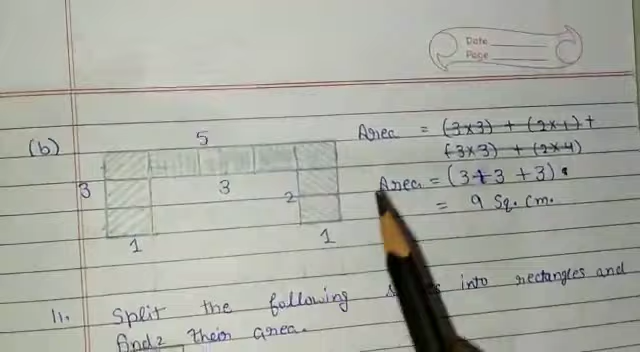 Date
Page
(b)
5
3
3
2
1
1
Area = (3×3) + (2×1) +
(3×3) + (2×4)
Area = (3+3+3).
= 9 Sq. cm.
11. Split the following into rectangles and
find their area.